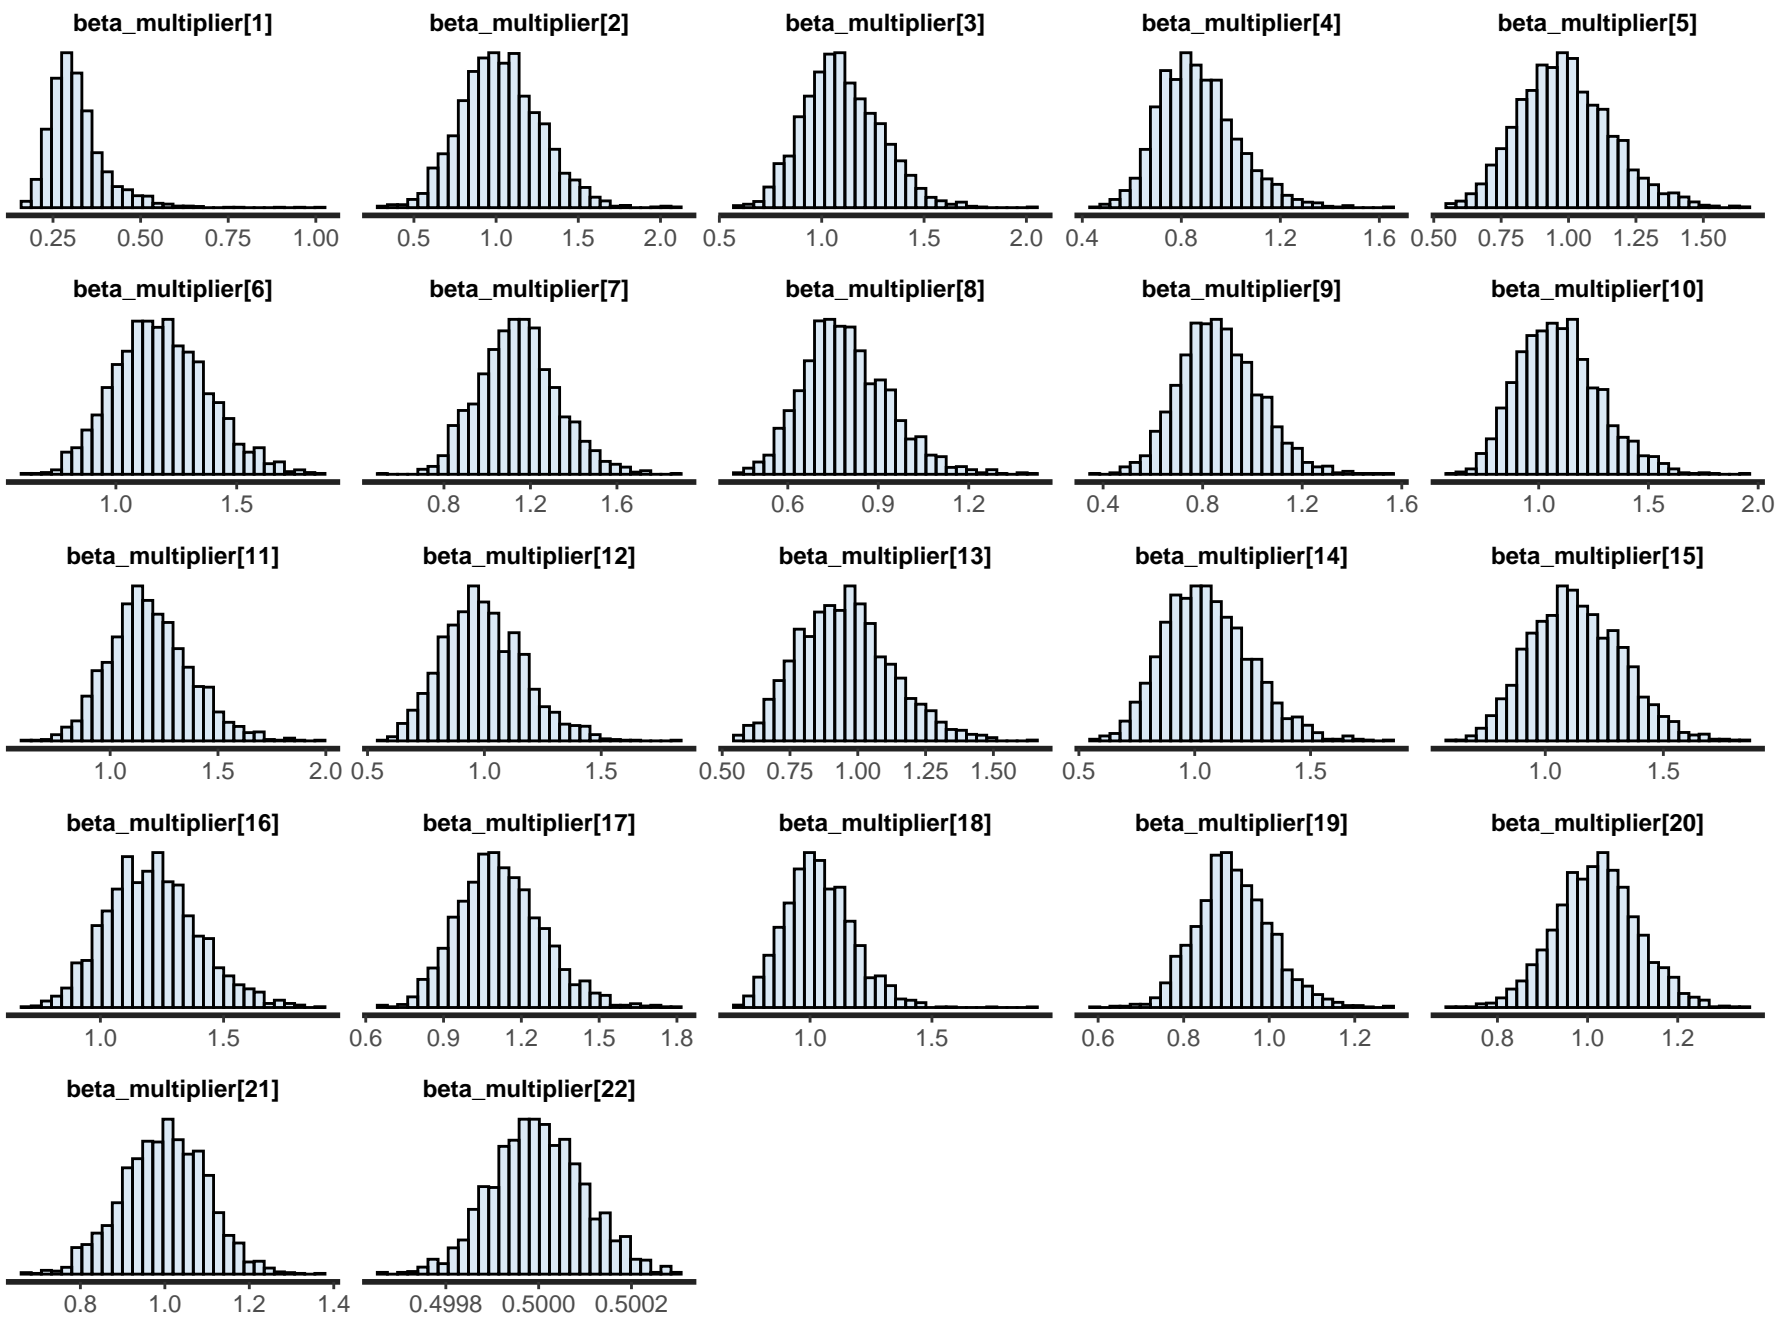 beta_multiplier[1] beta_multiplier[2] beta_multiplier[3] beta_multiplier[4] beta_multiplier[5]
0.25 0.50 0.75 1.00 0.5 1.0 1.5 2.0 0.5 1.0 1.5 2.0 0.4 0.8 1.2 1.6 0.50 0.75 1.00 1.25 1.50
beta_multiplier[6] beta_multiplier[7] beta_multiplier[8] beta_multiplier[9] beta_multiplier[10]
1.0 1.5 0.8 1.2 1.6 0.6 0.9 1.2 0.4 0.8 1.2 1.6 1.0 1.5 2.0
beta_multiplier[11] beta_multiplier[12] beta_multiplier[13] beta_multiplier[14] beta_multiplier[15]
1.0 1.5 2.0 0.5 1.0 1.5 0.50 0.75 1.00 1.25 1.50 0.5 1.0 1.5 1.0 1.5
beta_multiplier[16] beta_multiplier[17] beta_multiplier[18] beta_multiplier[19] beta_multiplier[20]
1.0 1.5 0.6 0.9 1.2 1.5 1.8 1.0 1.5 0.6 0.8 1.0 1.2 0.8 1.0 1.2
beta_multiplier[21] beta_multiplier[22]
0.8 1.0 1.2 1.4 0.4998 0.5000 0.5002